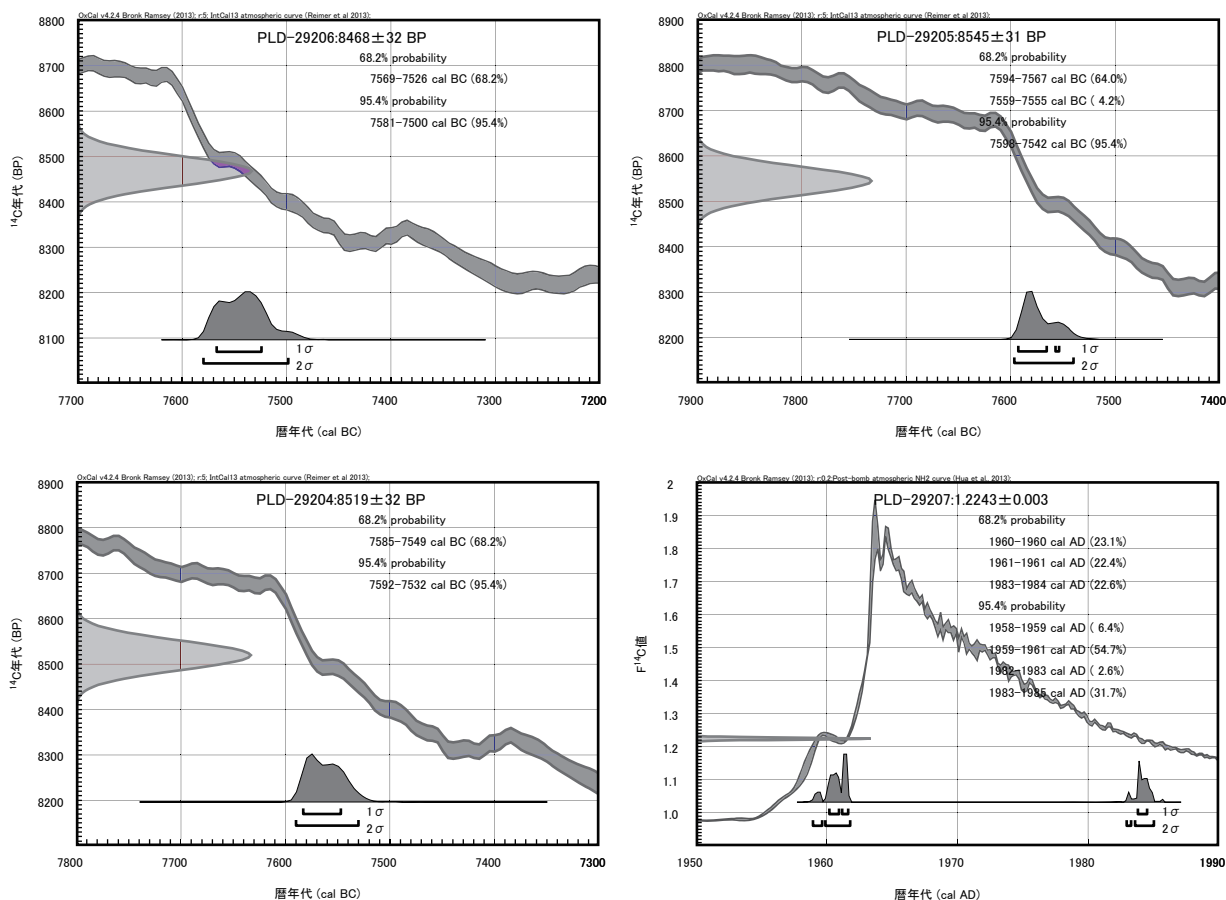 OxCal v4.2.4 Bronk Ramsey (2013); r:5; IntCal13 atmospheric curve (Reimer et al 2013);
PLD-29206:8468±32 BP
68.2% probability
7569-7526 cal BC (68.2%)
95.4% probability
7581-7500 cal BC (95.4%)
8800
8700
8600
8500
8400
8300
8200
8100
¹⁴C年代 (BP)
1σ
2σ
7700 7600 7500 7400 7300 7200
暦年代 (cal BC)
OxCal v4.2.4 Bronk Ramsey (2013); r:5; IntCal13 atmospheric curve (Reimer et al 2013);
PLD-29205:8545±31 BP
68.2% probability
7594-7567 cal BC (64.0%)
7559-7555 cal BC ( 4.2%)
95.4% probability
7598-7542 cal BC (95.4%)
8900
8800
8700
8600
8500
8400
8300
8200
¹⁴C年代 (BP)
1σ
2σ
7900 7800 7700 7600 7500 7400
暦年代 (cal BC)
OxCal v4.2.4 Bronk Ramsey (2013); r:5; IntCal13 atmospheric curve (Reimer et al 2013);
PLD-29204:8519±32 BP
68.2% probability
7585-7549 cal BC (68.2%)
95.4% probability
7592-7532 cal BC (95.4%)
8900
8800
8700
8600
8500
8400
8300
8200
¹⁴C年代 (BP)
1σ
2σ
7800 7700 7600 7500 7400 7300
暦年代 (cal BC)
OxCal v4.2.4 Bronk Ramsey (2013); r:0.2;Post-bomb atmospheric NH2 curve (Hua et al. 2013);
PLD-29207:1.2243±0.003
68.2% probability
1960-1960 cal AD (23.1%)
1961-1961 cal AD (22.4%)
1983-1984 cal AD (22.6%)
95.4% probability
1958-1959 cal AD ( 6.4%)
1959-1961 cal AD (54.7%)
1982-1983 cal AD ( 2.6%)
1983-1985 cal AD (31.7%)
2
1.9
1.8
1.7
1.6
1.5
1.4
1.3
1.2
1.1
1.0
0.9
F¹⁴C値
1σ
2σ
1950 1960 1970 1980 1990
暦年代 (cal AD)